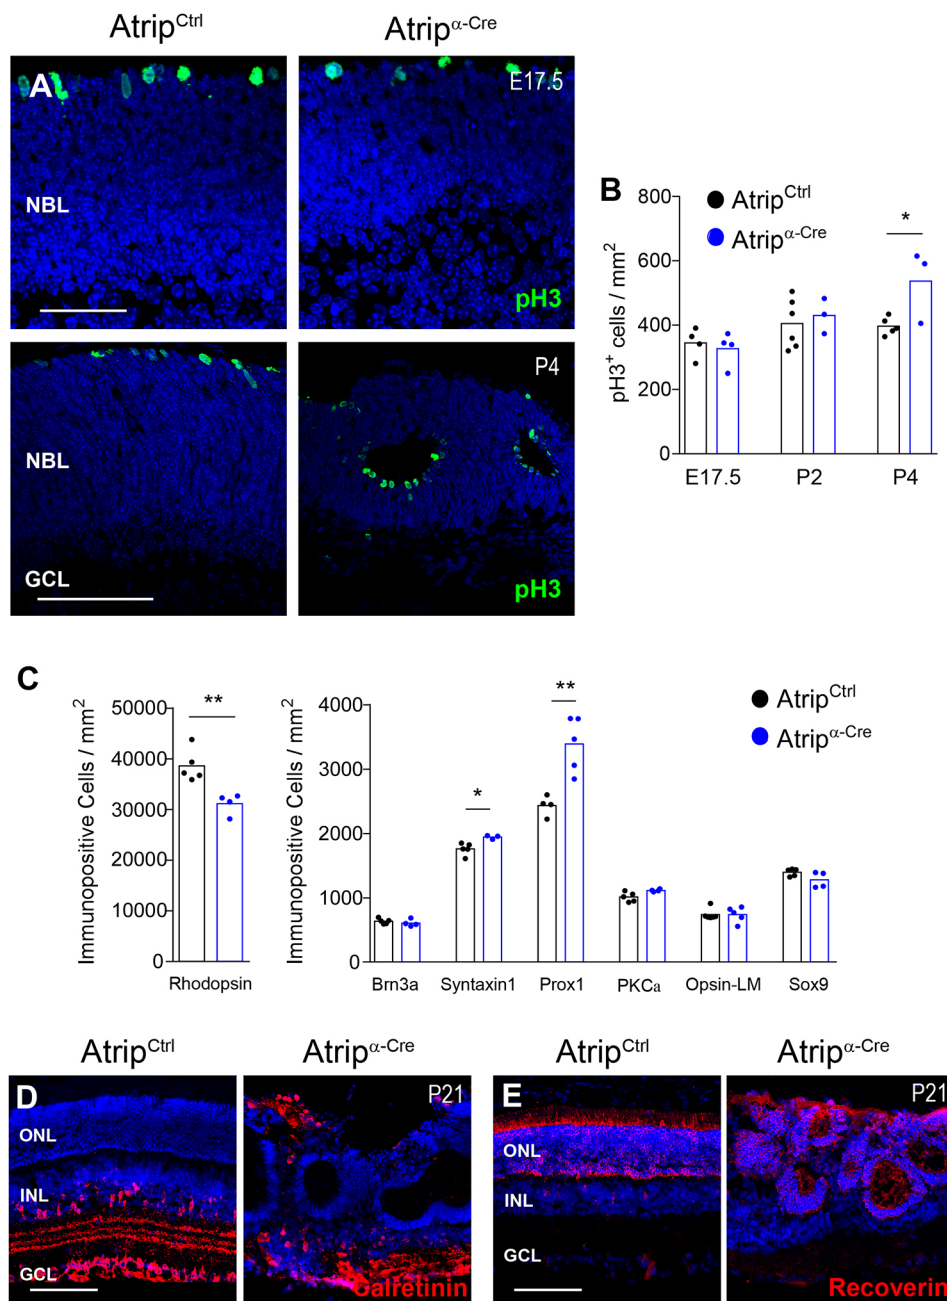 Atrip^Ctrl Atrip^α-Cre
A E17.5
NBL
pH3
P4
NBL
GCL
pH3
B
800
600
400
200
0
pH3+ cells / mm2
Atrip^Ctrl
Atrip^α-Cre
*
E17.5 P2 P4
C
Immunopositive Cells / mm2
50000
40000
30000
20000
10000
0
**
Rhodopsin
Immunopositive Cells / mm2
4000
3000
2000
1000
0
* **
Brn3a Syntaxin1 Prox1 PKCa Opsin-LM Sox9
Atrip^Ctrl
Atrip^α-Cre
Atrip^Ctrl Atrip^α-Cre Atrip^Ctrl Atrip^α-Cre
D P21
ONL
INL
GCL
Calretinin
E P21
ONL
INL
GCL
Recoverin